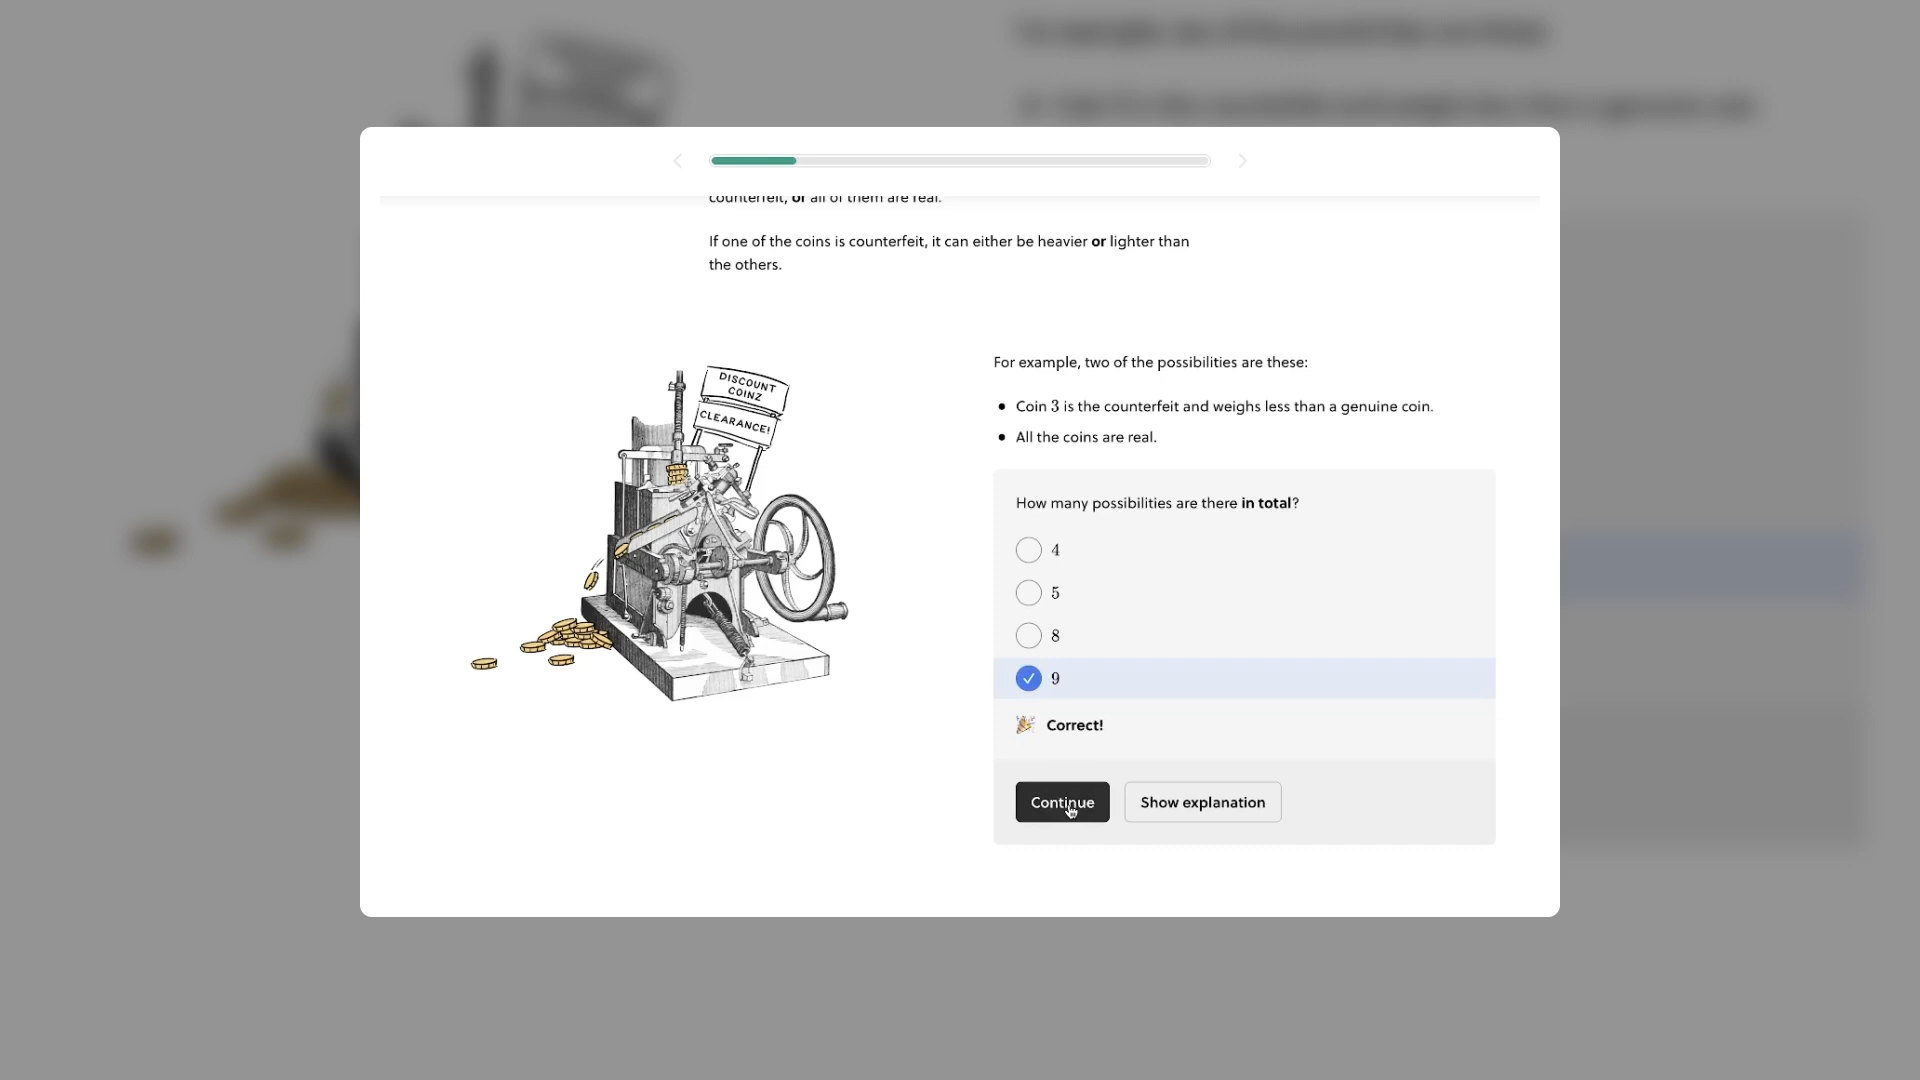 counterfeit, or all of them are real.
If one of the coins is counterfeit, it can either be heavier or lighter than
the others.
DISCOUNT
COINZ
CLEARANCE!
For example, two of the possibilities are these:
• Coin 3 is the counterfeit and weighs less than a genuine coin.
• All the coins are real.
How many possibilities are there in total?
4
5
8
9
Correct!
Continue
Show explanation